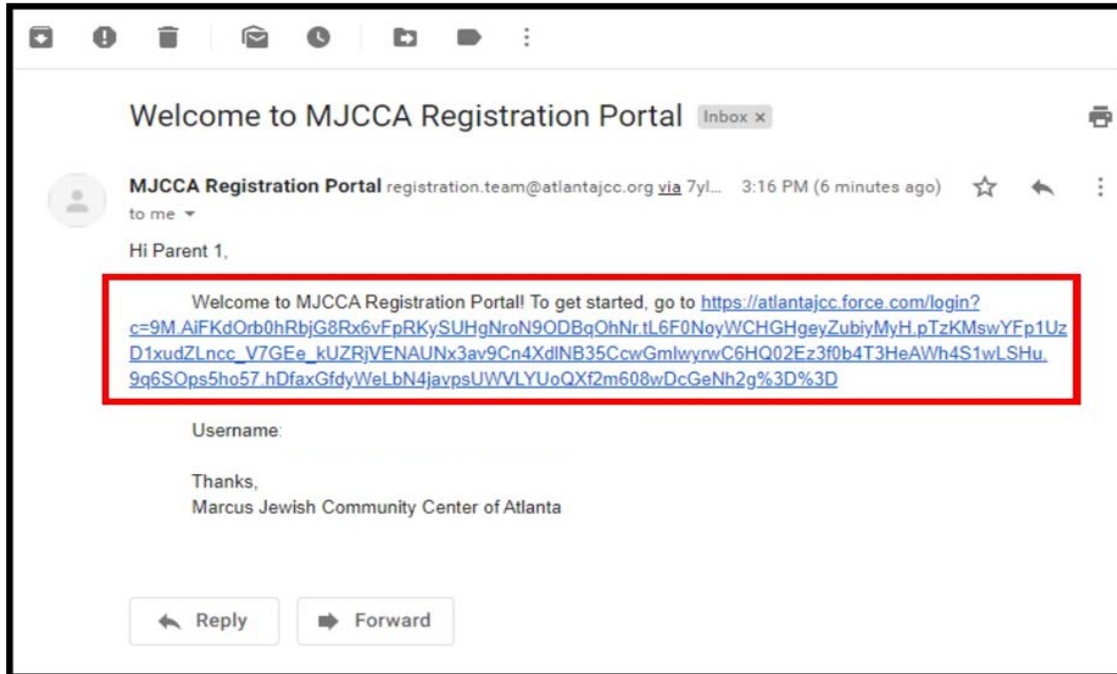 Welcome to MJCCA Registration Portal Inbox x
MJCCA Registration Portal registration.team@atlantajcc.org via 7yl... 3:16 PM (6 minutes ago)
to me
Hi Parent 1,
Welcome to MJCCA Registration Portal! To get started, go to https://atlantajcc.force.com/login?
c=9M.AiFKdOrb0hRbjG8Rx6vFpRKySUHgNroN9ODBqOhNr.tL6F0NoyWCHGHgeyZubiyMyH.pTzKMswYFp1Uz
D1xudZLncc_V7GEe_kUZRjVENAUNx3av9Cn4XdlNB35CcwGmlwyrwC6HQ02Ez3f0b4T3HeAWh4S1wLSHu.
9q6SOps5ho57.hDfaxGfdyWeLbN4javpsUWVLYUoQXf2m608wDcGeNh2g%3D%3D
Username:
Thanks,
Marcus Jewish Community Center of Atlanta
Reply Forward